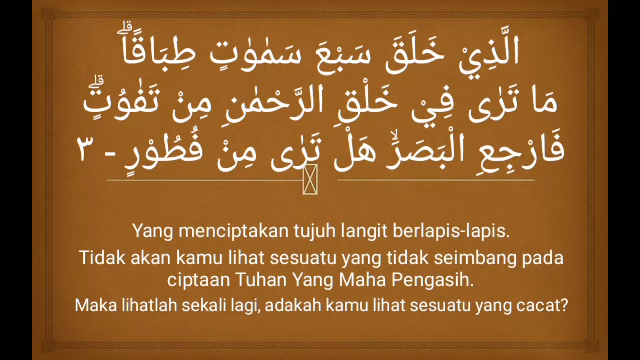 الَّذِيْ خَلَقَ سَبْعَ سَمٰوٰتٍ طِبَاقًاۗ
مَا تَرٰى فِيْ خَلْقِ الرَّحْمٰنِ مِنْ تَفٰوُتٍۗ
فَارْجِعِ الْبَصَرَۙ هَلْ تَرٰى مِنْ فُطُوْرٍ - ٣
Yang menciptakan tujuh langit berlapis-lapis.
Tidak akan kamu lihat sesuatu yang tidak seimbang pada
ciptaan Tuhan Yang Maha Pengasih.
Maka lihatlah sekali lagi, adakah kamu lihat sesuatu yang cacat?